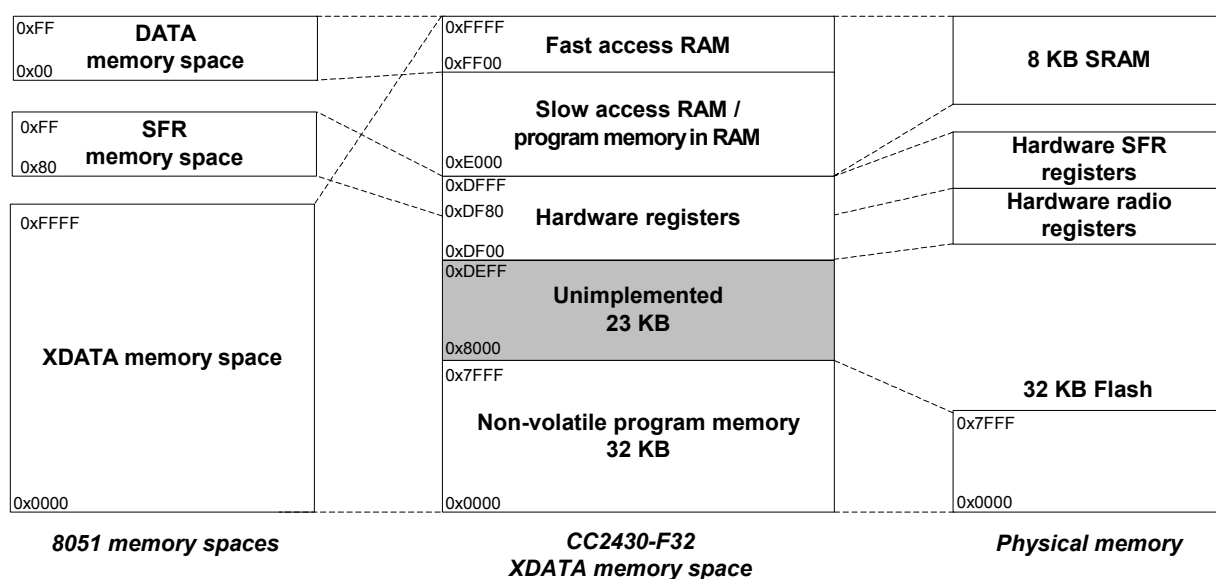 0xFF
DATA
memory space
0x00
0xFF
SFR
memory space
0x80
0xFFFF
XDATA memory space
0x0000
8051 memory spaces
0xFFFF
Fast access RAM
0xFF00
Slow access RAM /
program memory in RAM
0xE000
0xDFFF
0xDF80
Hardware registers
0xDF00
0xDEFF
Unimplemented
23 KB
0x8000
0x7FFF
Non-volatile program memory
32 KB
0x0000
CC2430-F32
XDATA memory space
8 KB SRAM
Hardware SFR
registers
Hardware radio
registers
32 KB Flash
0x7FFF
0x0000
Physical memory